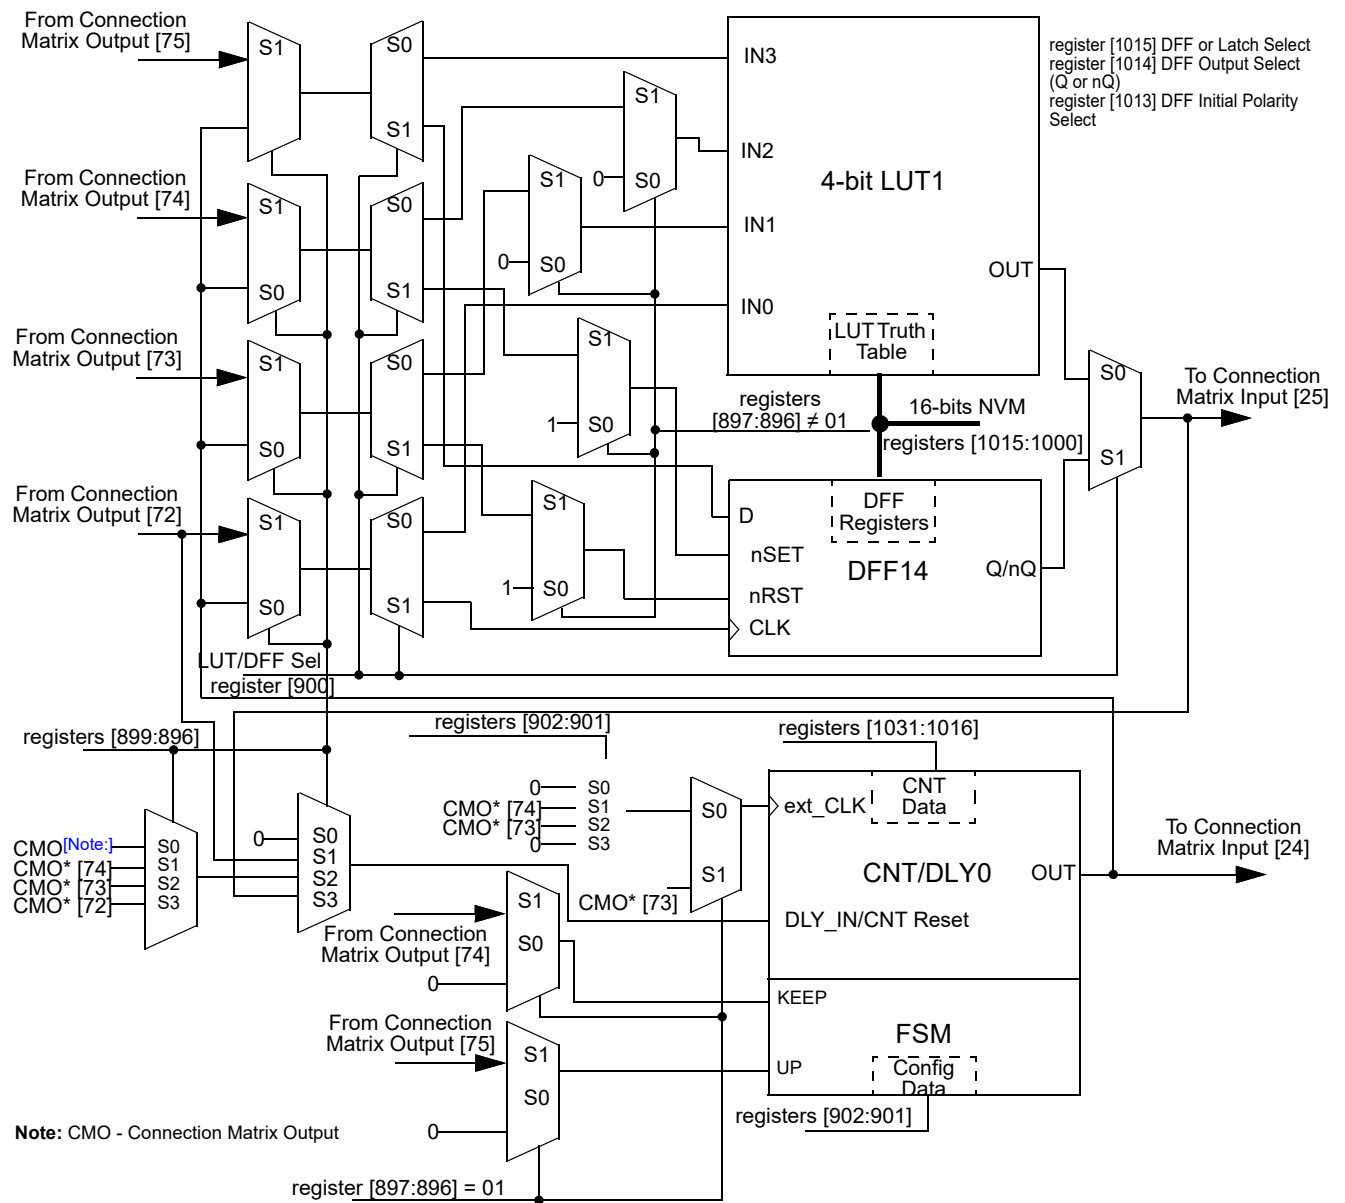 From Connection
Matrix Output [75]
S1
S0
S1
IN3
register [1015] DFF or Latch Select
register [1014] DFF Output Select
(Q or nQ)
register [1013] DFF Initial Polarity
Select
S1
0
S0
IN2
4-bit LUT1
From Connection
Matrix Output [74]
S1
S0
S0
S1
S1
0
S0
IN1
IN0
OUT
LUT Truth
Table
From Connection
Matrix Output [73]
S1
S0
S0
S1
S1
1
S0
registers
[897:896] ≠ 01
16-bits NVM
registers [1015:1000]
S0
S1
To Connection
Matrix Input [25]
From Connection
Matrix Output [72]
S1
S0
S0
S1
S1
1
S0
D
nSET
nRST
CLK
DFF
Registers
DFF14
Q/nQ
LUT/DFF Sel
register [900]
registers [899:896]
registers [902:901]
registers [1031:1016]
CMO[Note:]
CMO* [74]
CMO* [73]
CMO* [72]
S0
S1
S2
S3
0
S0
S1
S2
S3
0
CMO* [74]
CMO* [73]
0
S0
S1
S2
S3
S0
S1
CMO* [73]
ext_CLK
CNT
Data
CNT/DLY0
OUT
DLY_IN/CNT Reset
To Connection
Matrix Input [24]
From Connection
Matrix Output [74]
0
S1
S0
KEEP
FSM
UP
Config
Data
From Connection
Matrix Output [75]
0
S1
S0
registers [902:901]
Note: CMO - Connection Matrix Output
register [897:896] = 01